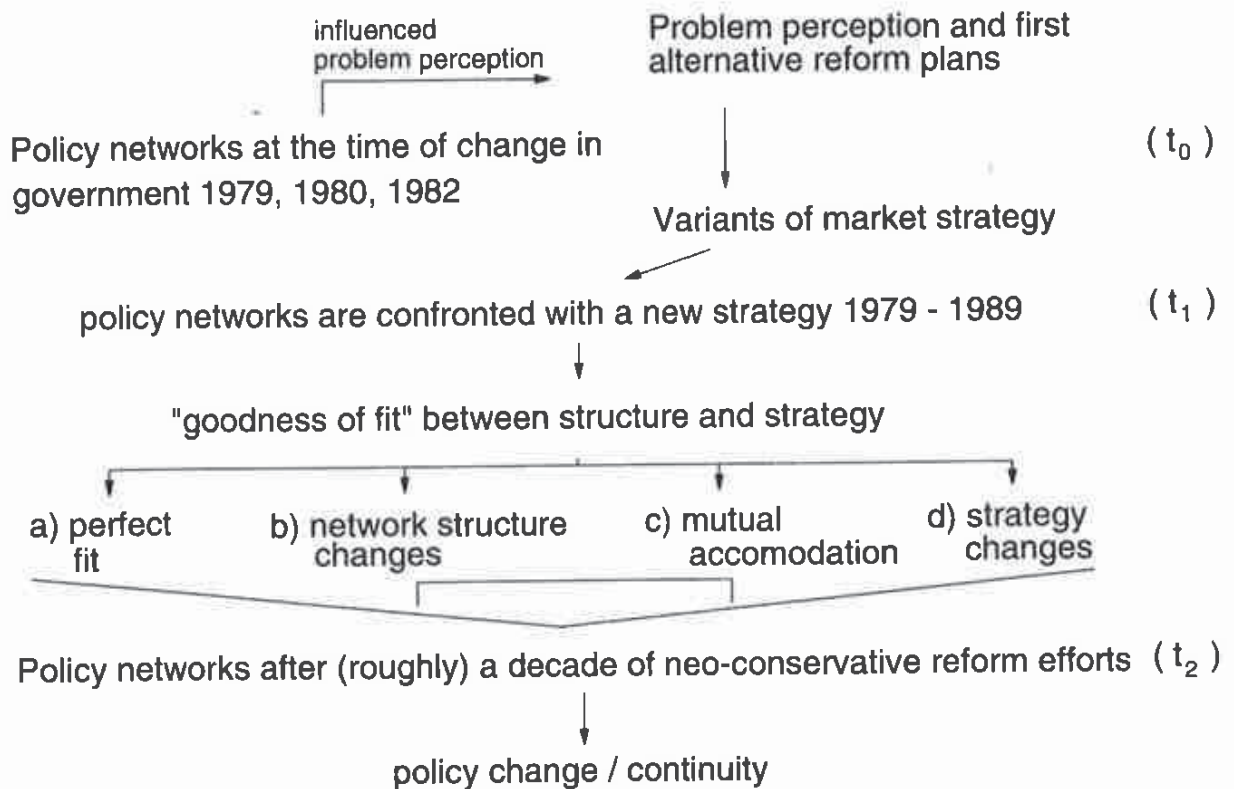 influenced
problem perception
Problem perception and first
alternative reform plans
Policy networks at the time of change in
government 1979, 1980, 1982
( t0 )
Variants of market strategy
policy networks are confronted with a new strategy 1979 - 1989
( t1 )
"goodness of fit" between structure and strategy
a) perfect
fit
b) network structure
changes
c) mutual
accomodation
d) strategy
changes
Policy networks after (roughly) a decade of neo-conservative reform efforts ( t2 )
policy change / continuity